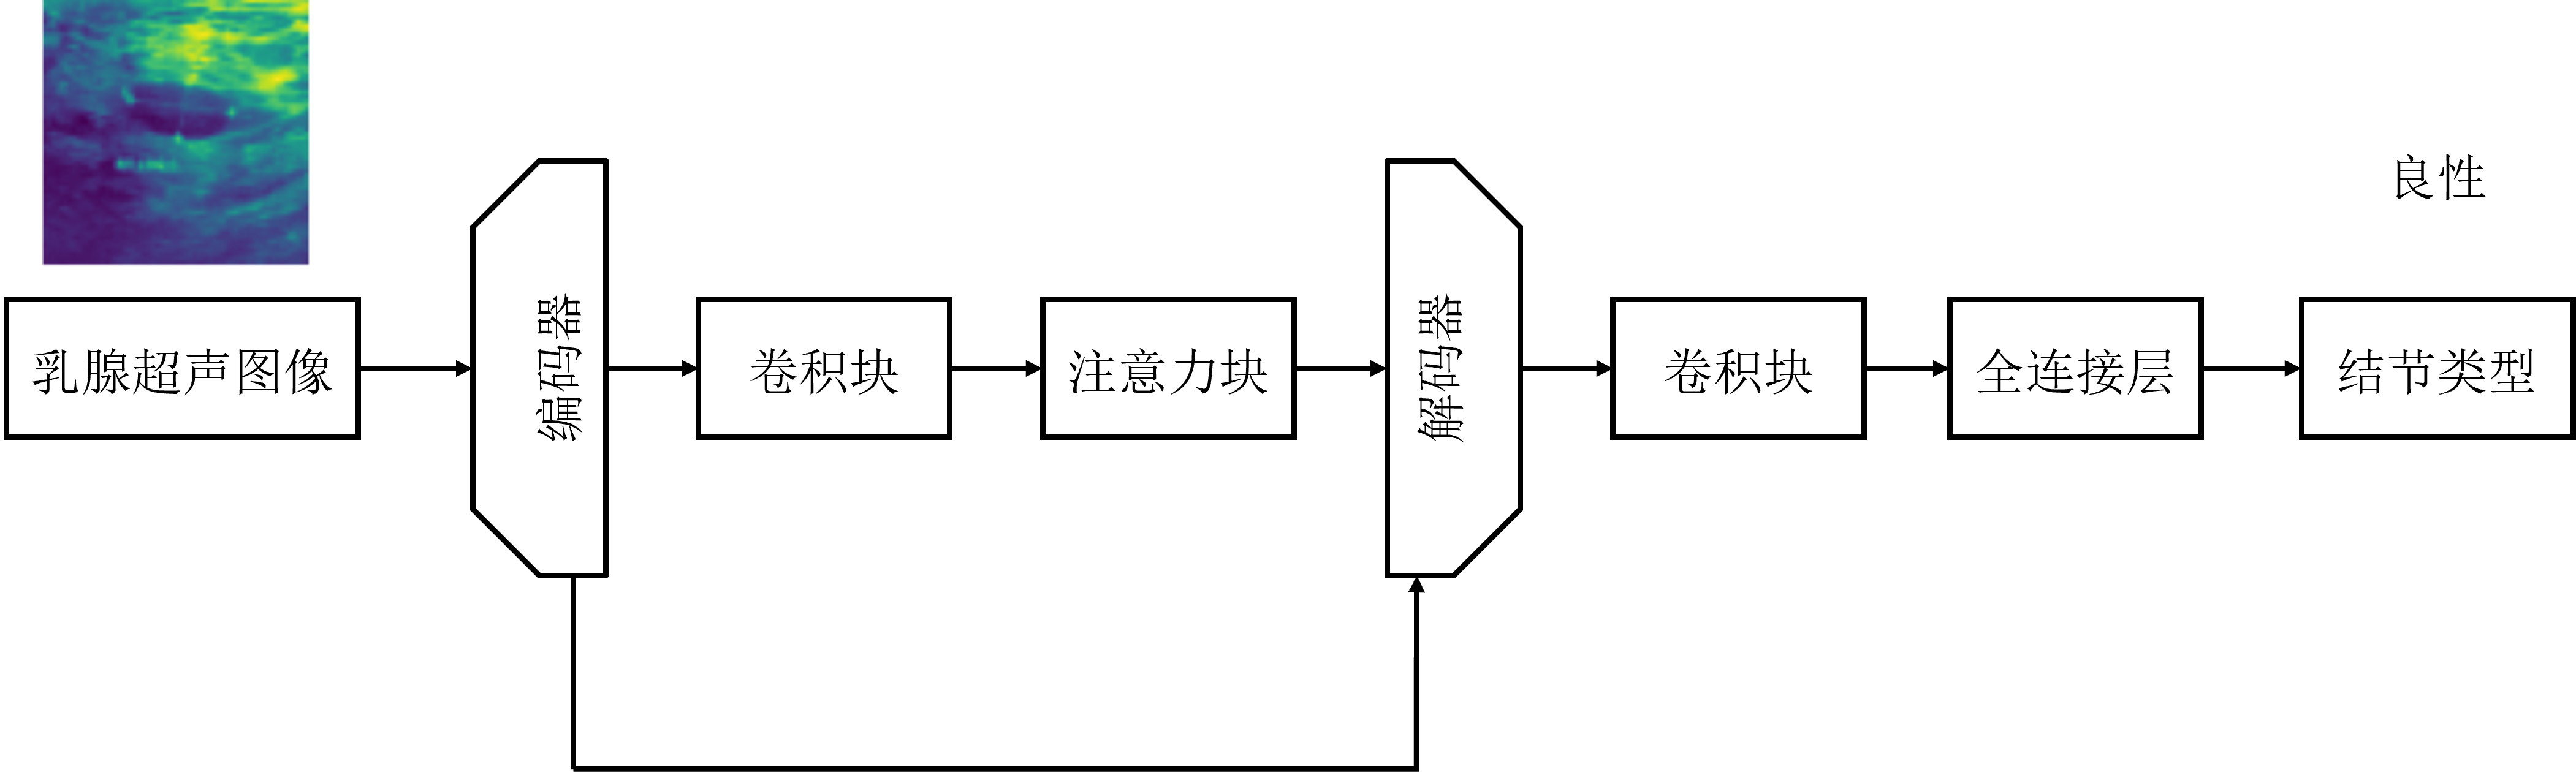 良性
乳腺超声图像
编码器
卷积块
注意力块
解码器
卷积块
全连接层
结节类型